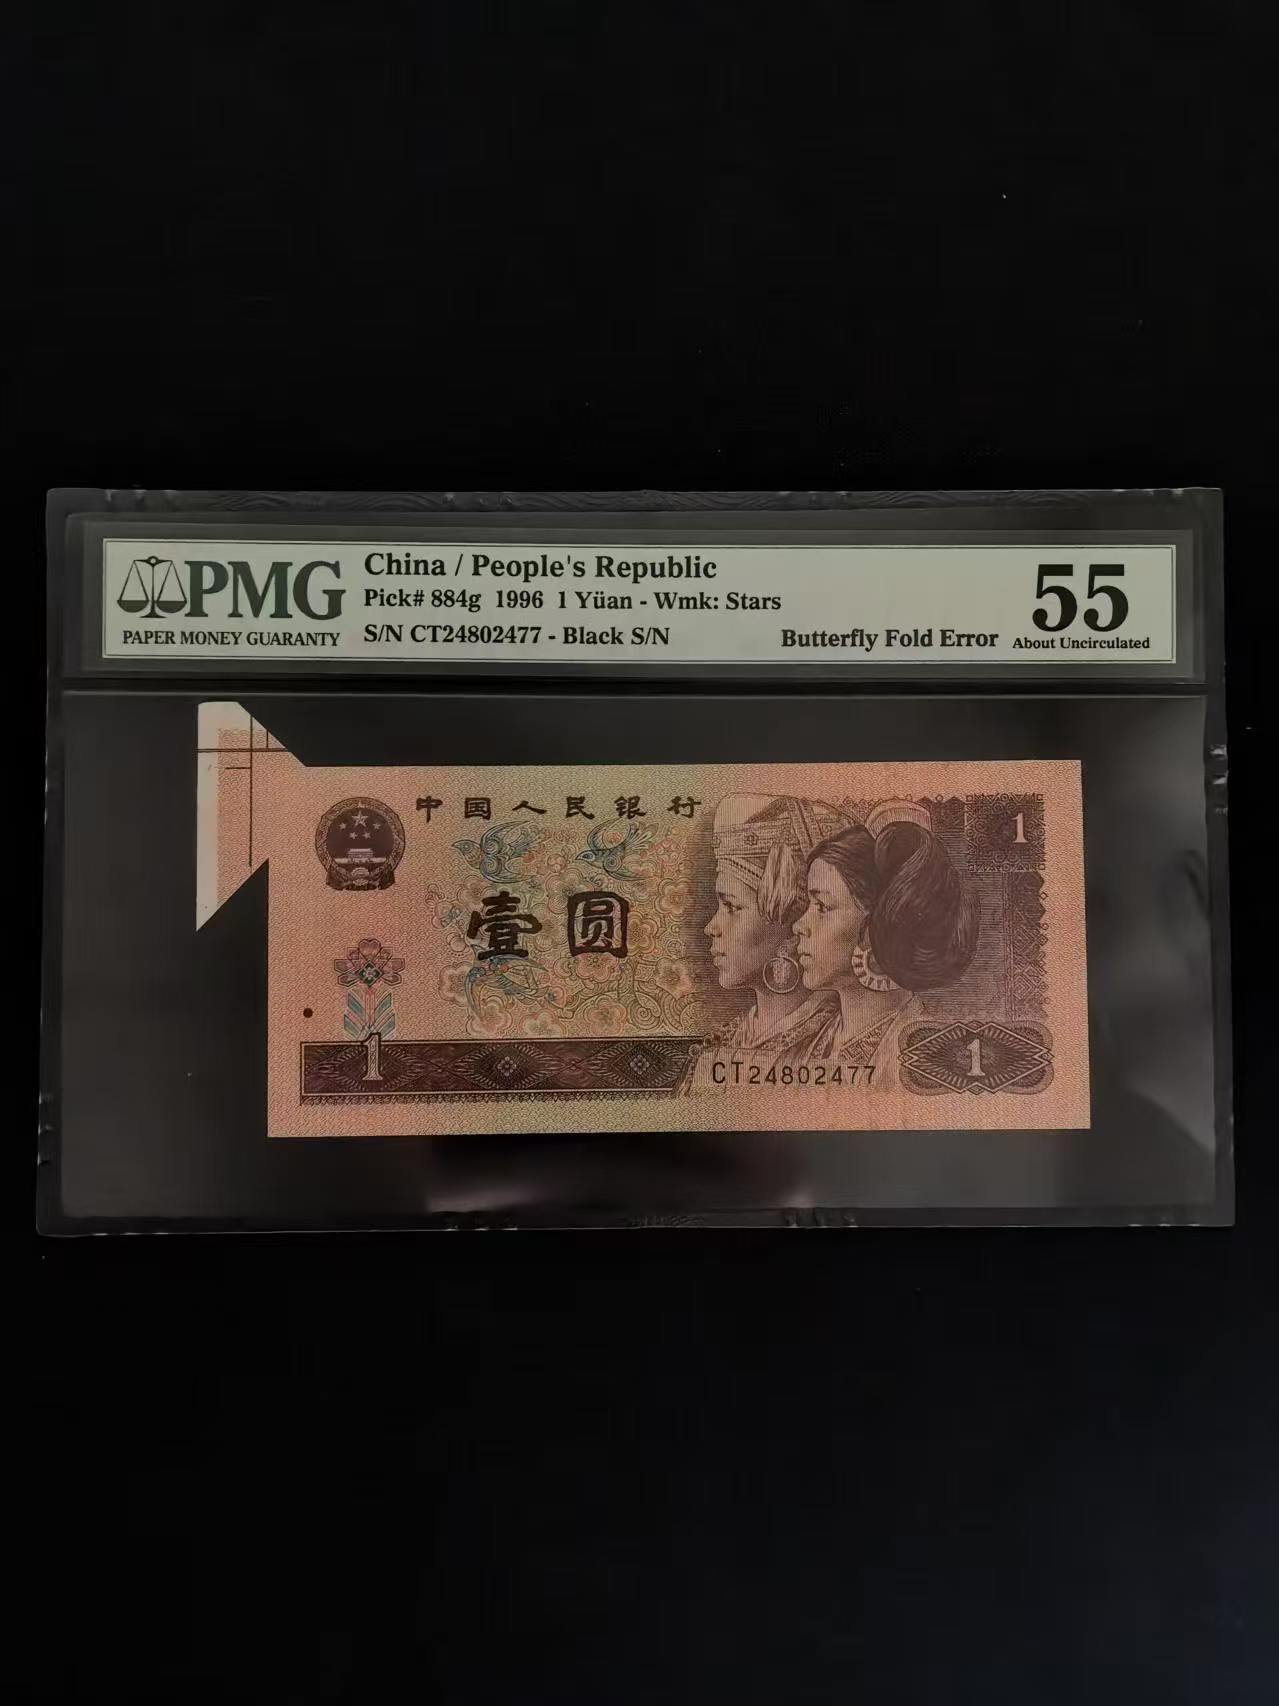 PMG
PAPER MONEY GUARANTY
China / People's Republic
Pick# 884g 1996 1 Yüan - Wmk: Stars
S/N CT24802477 - Black S/N
Butterfly Fold Error
55
About Uncirculated
中国人民银行
1
壹圆
1
CT24802477
1